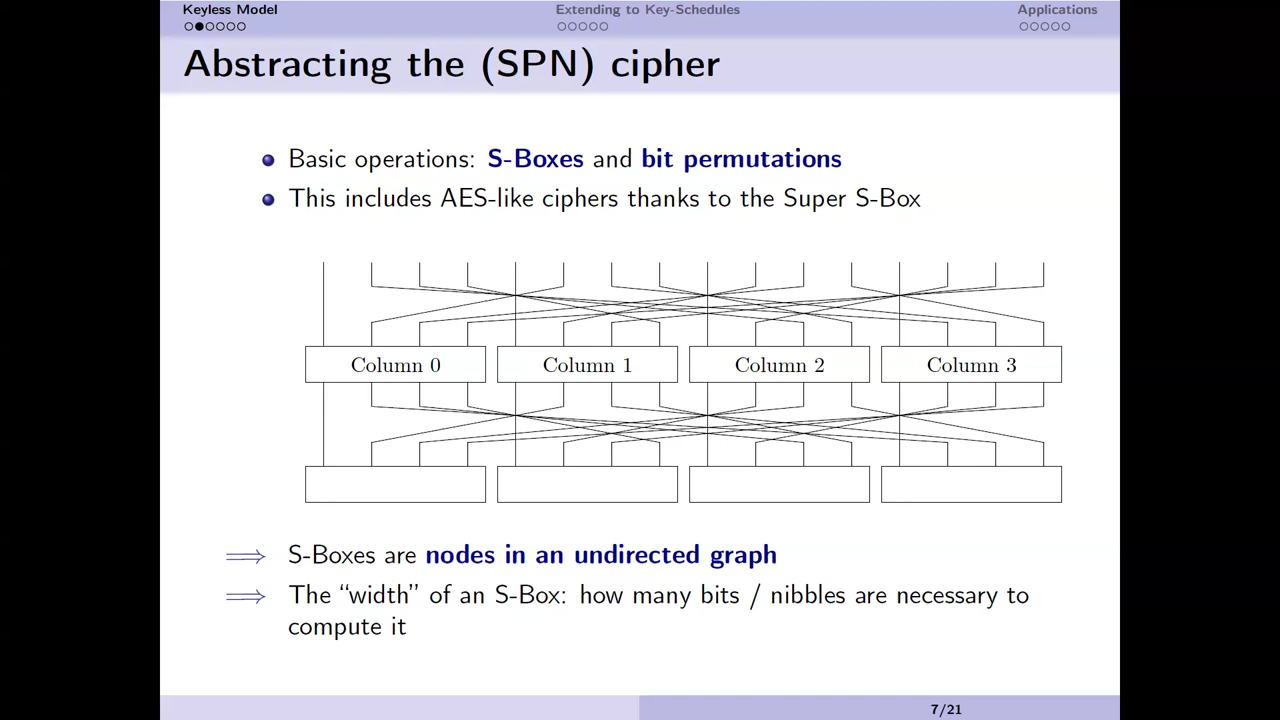 Keyless Model
Extending to Key-Schedules
Applications
Abstracting the (SPN) cipher
Basic operations: S-Boxes and bit permutations
This includes AES-like ciphers thanks to the Super S-Box
Column 0
Column 1
Column 2
Column 3
⟹ S-Boxes are nodes in an undirected graph
⟹ The “width” of an S-Box: how many bits / nibbles are necessary to
compute it
7/21